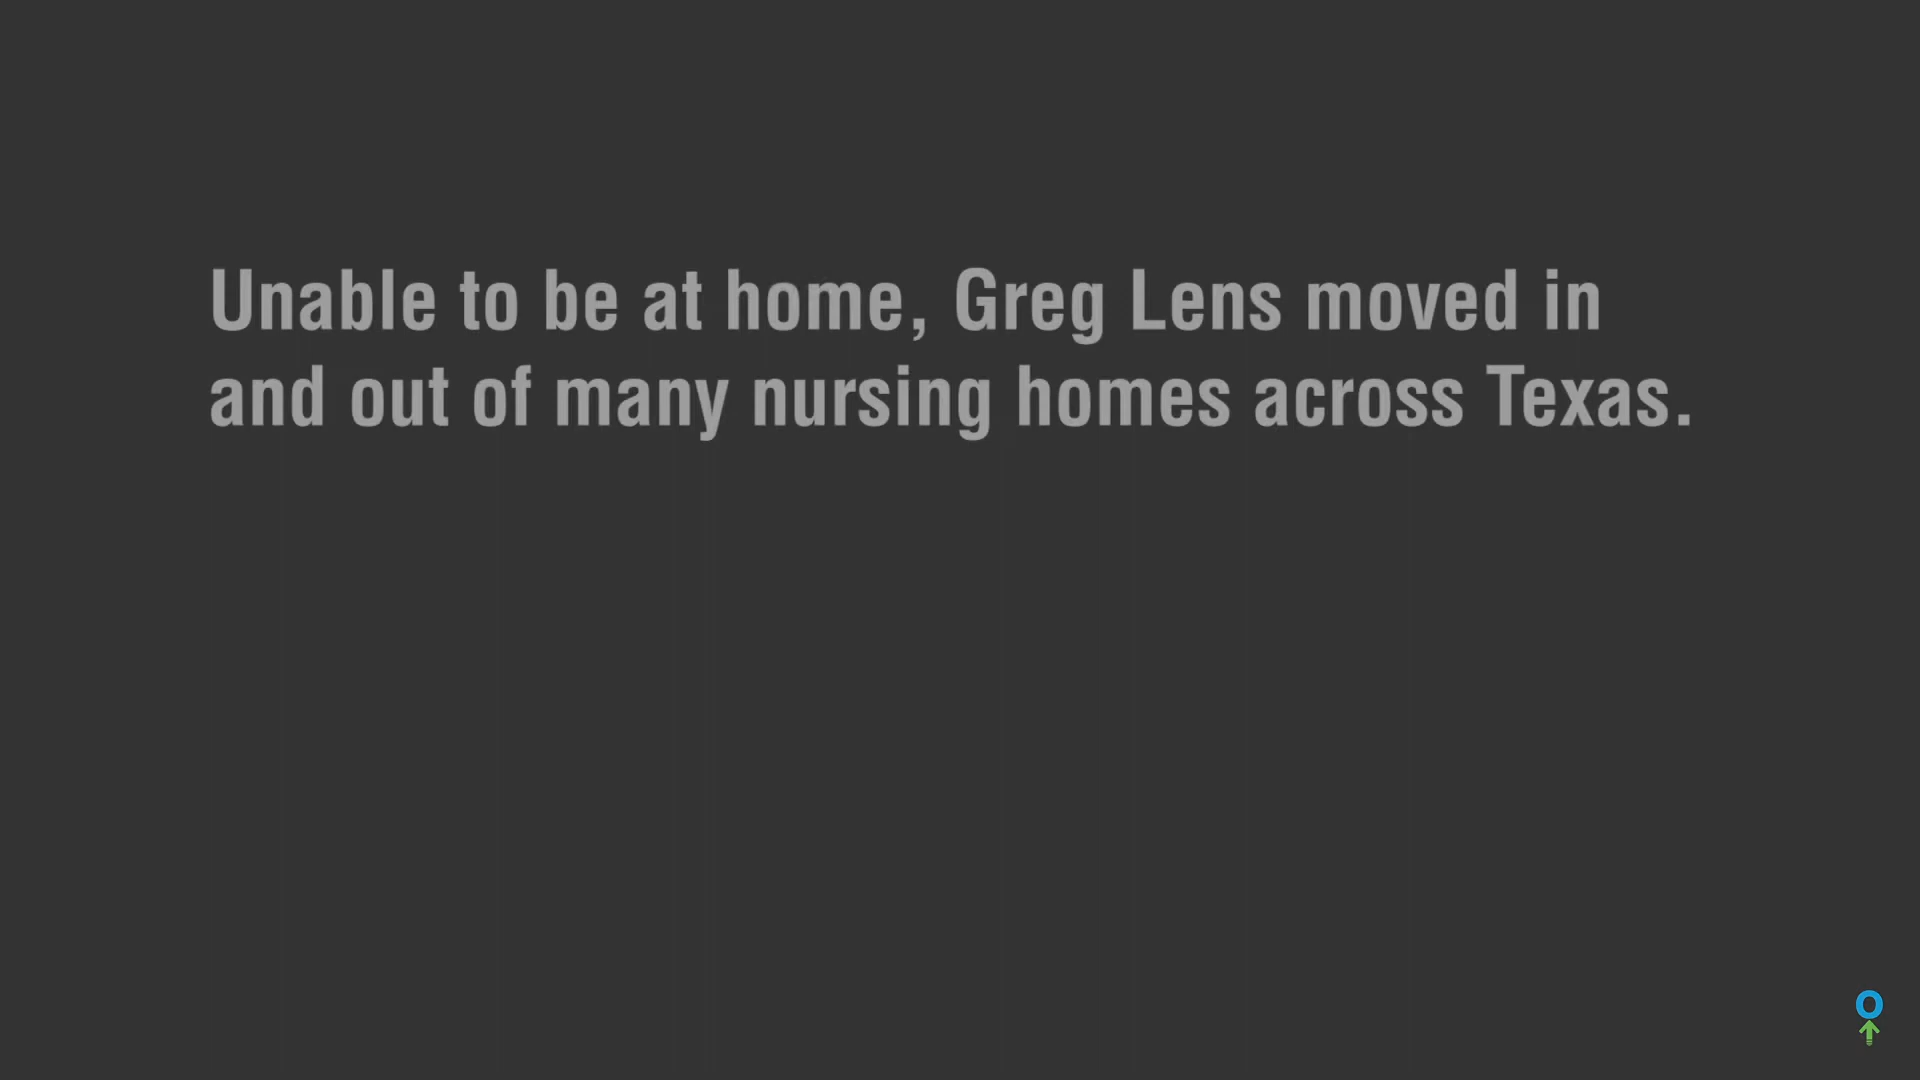 Unable to be at home, Greg Lens moved in
and out of many nursing homes across Texas.